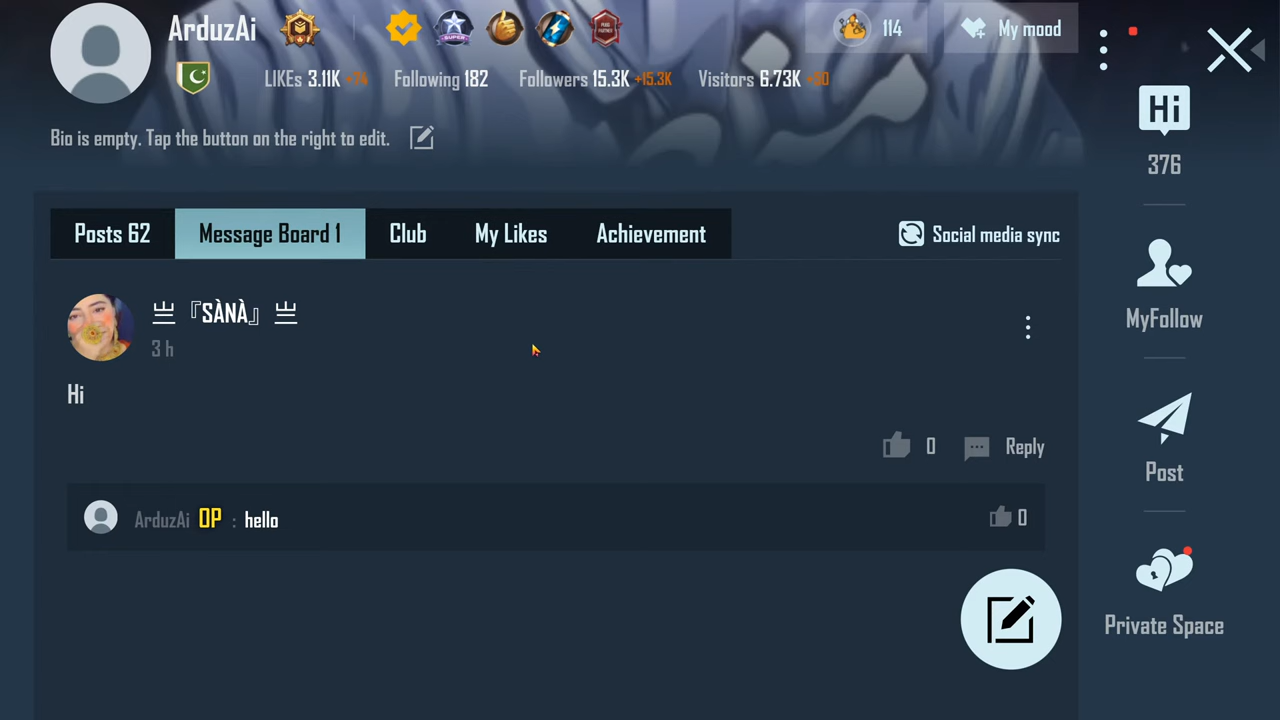 ArduzAi
114
My mood
LIKEs 3.11K +74
Following 182
Followers 15.3K +15.3K
Visitors 6.73K +50
Bio is empty. Tap the button on the right to edit.
Hi
376
Posts 62
Message Board 1
Club
My Likes
Achievement
Social media sync
亗『SÀNÀ』亗
3 h
Hi
0
Reply
ArduzAi OP : hello
0
MyFollow
Post
Private Space